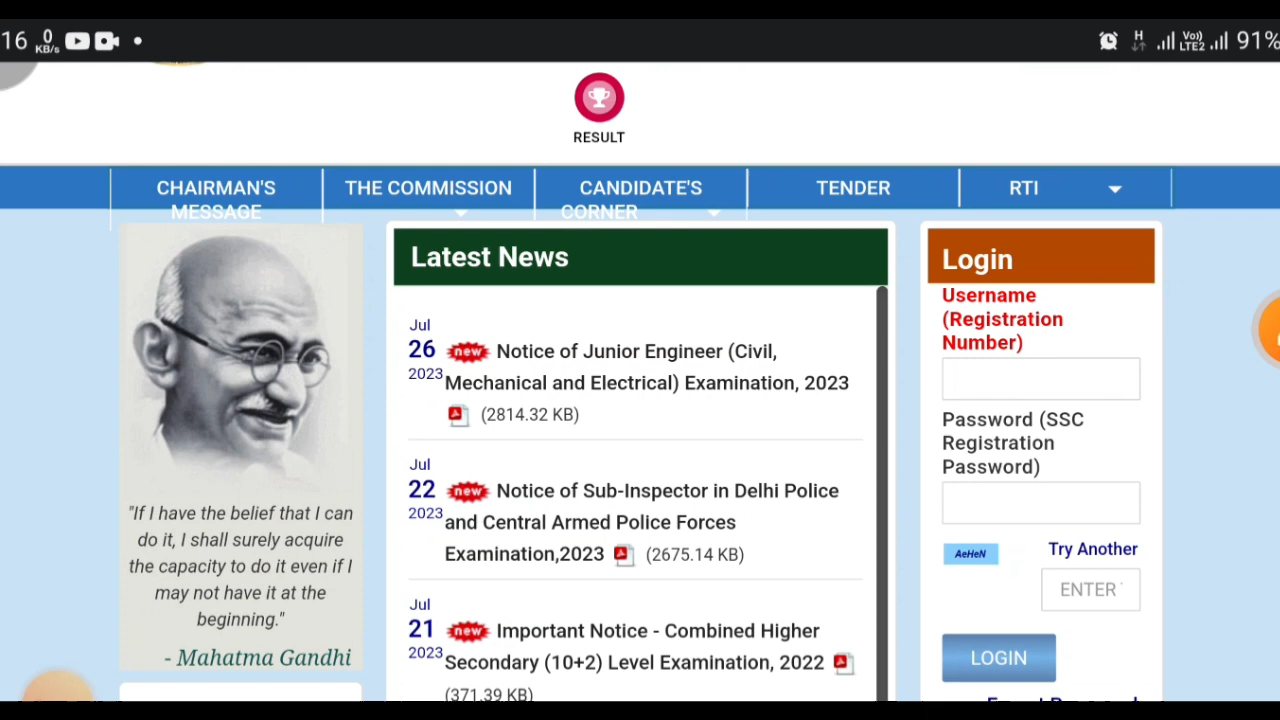 16 0 KB/s H Vo)) LTE2 91%
RESULT
CHAIRMAN'S MESSAGE
THE COMMISSION
CANDIDATE'S CORNER
TENDER
RTI
"If I have the belief that I can
do it, I shall surely acquire
the capacity to do it even if I
may not have it at the
beginning."
- Mahatma Gandhi
Latest News
Jul
26
2023
new Notice of Junior Engineer (Civil,
Mechanical and Electrical) Examination, 2023
(2814.32 KB)
Jul
22
2023
new Notice of Sub-Inspector in Delhi Police
and Central Armed Police Forces
Examination,2023 (2675.14 KB)
Jul
21
2023
new Important Notice - Combined Higher
Secondary (10+2) Level Examination, 2022
(371.39 KB)
Login
Username
(Registration
Number)
Password (SSC
Registration
Password)
AeHeN Try Another
ENTER
LOGIN